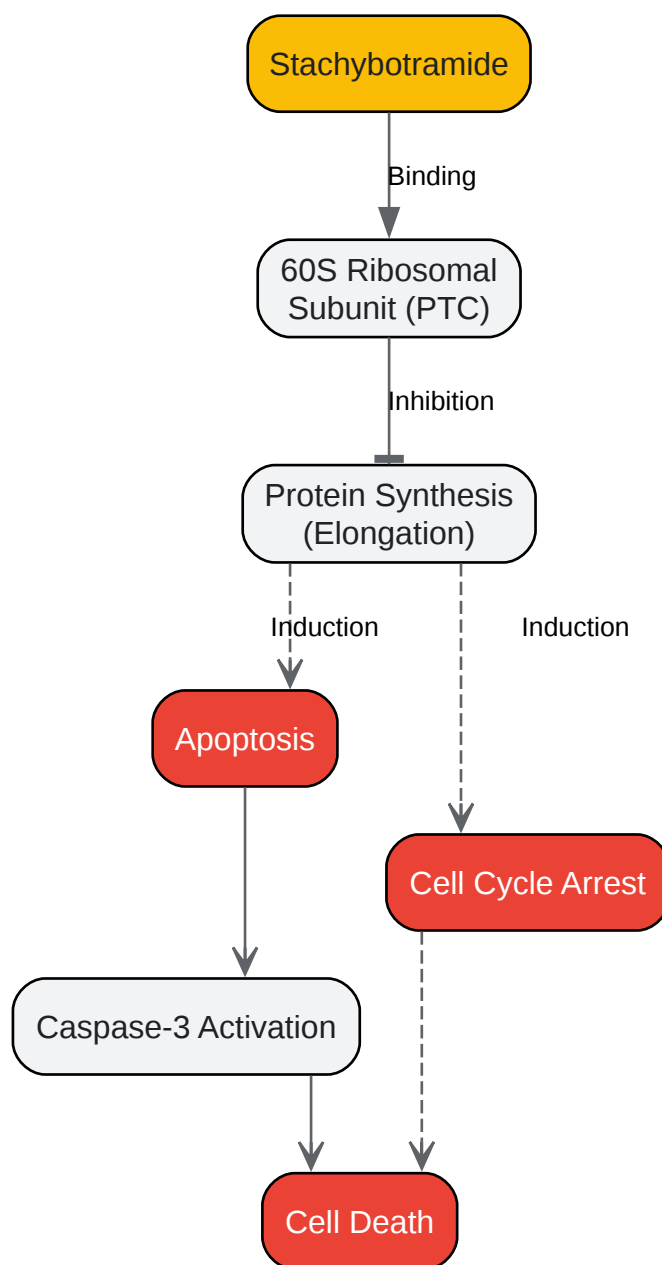 Stachybotramide
Binding
60S Ribosomal
Subunit (PTC)
Inhibition
Protein Synthesis
(Elongation)
Induction
Induction
Apoptosis
Cell Cycle Arrest
Caspase-3 Activation
Cell Death